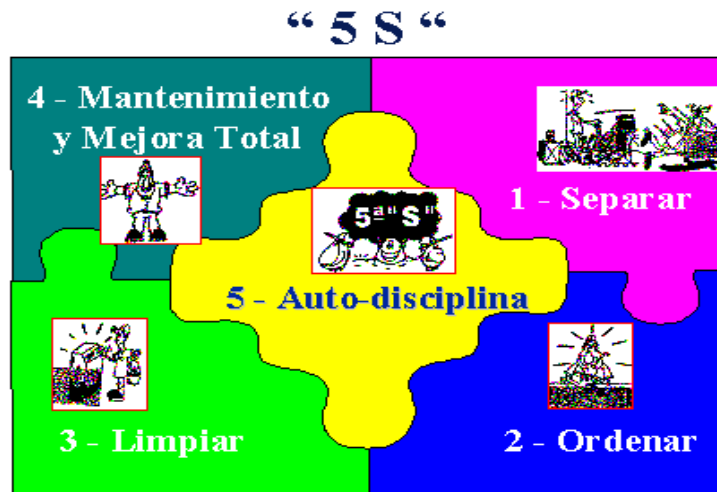 “ 5 S “
4 - Mantenimiento
y Mejora Total
1 - Separar
5ª "S"
5 - Auto-disciplina
3 - Limpiar
2 - Ordenar